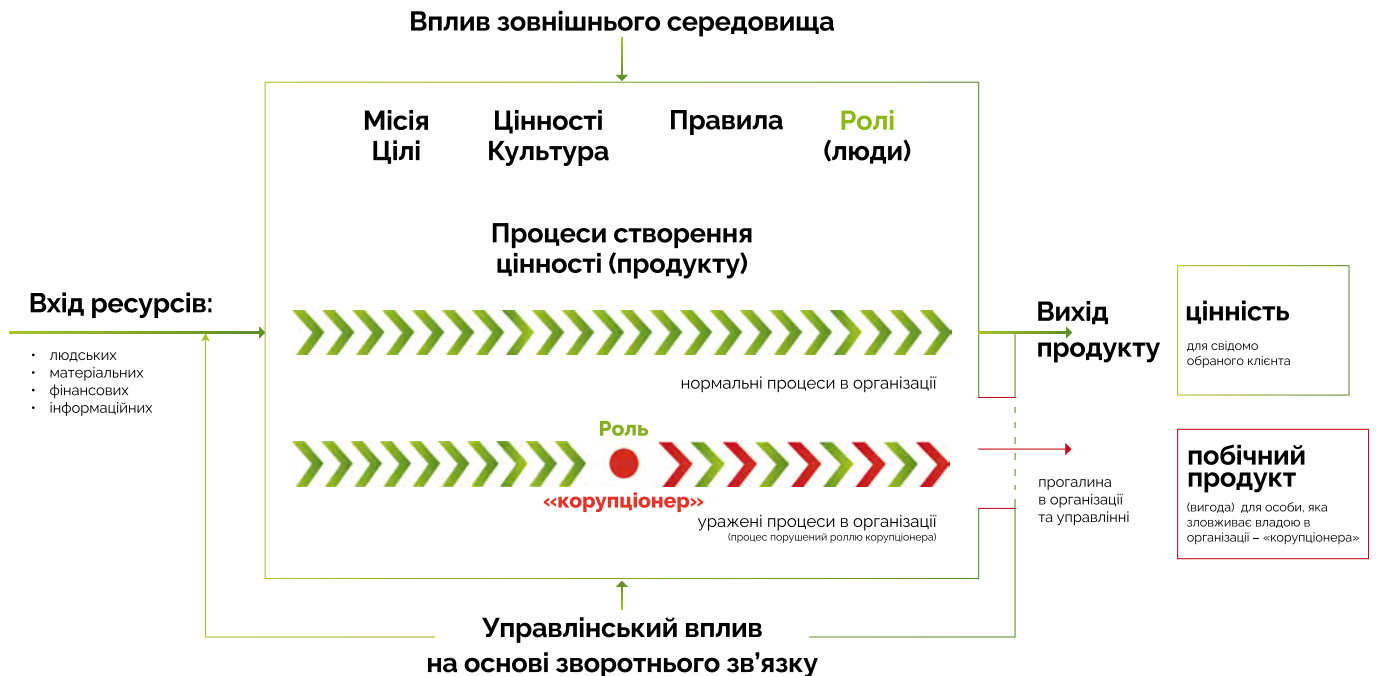 Вплив зовнішнього середовища
Місія
Цілі
Цінності
Культура
Правила
Ролі
(люди)
Процеси створення
цінності (продукту)
Вхід ресурсів:
• людських
• матеріальних
• фінансових
• інформаційних
нормальні процеси в організації
Вихід
продукту
цінність
для свідомо
обраного клієнта
Роль
«корупціонер»
уражені процеси в організації
(процес порушений роллю корупціонера)
прогалина
в організації
та управлінні
побічний
продукт
(вигода) для особи, яка
зловживає владою в
організації – «корупціонера»
Управлінський вплив
на основі зворотнього зв’язку